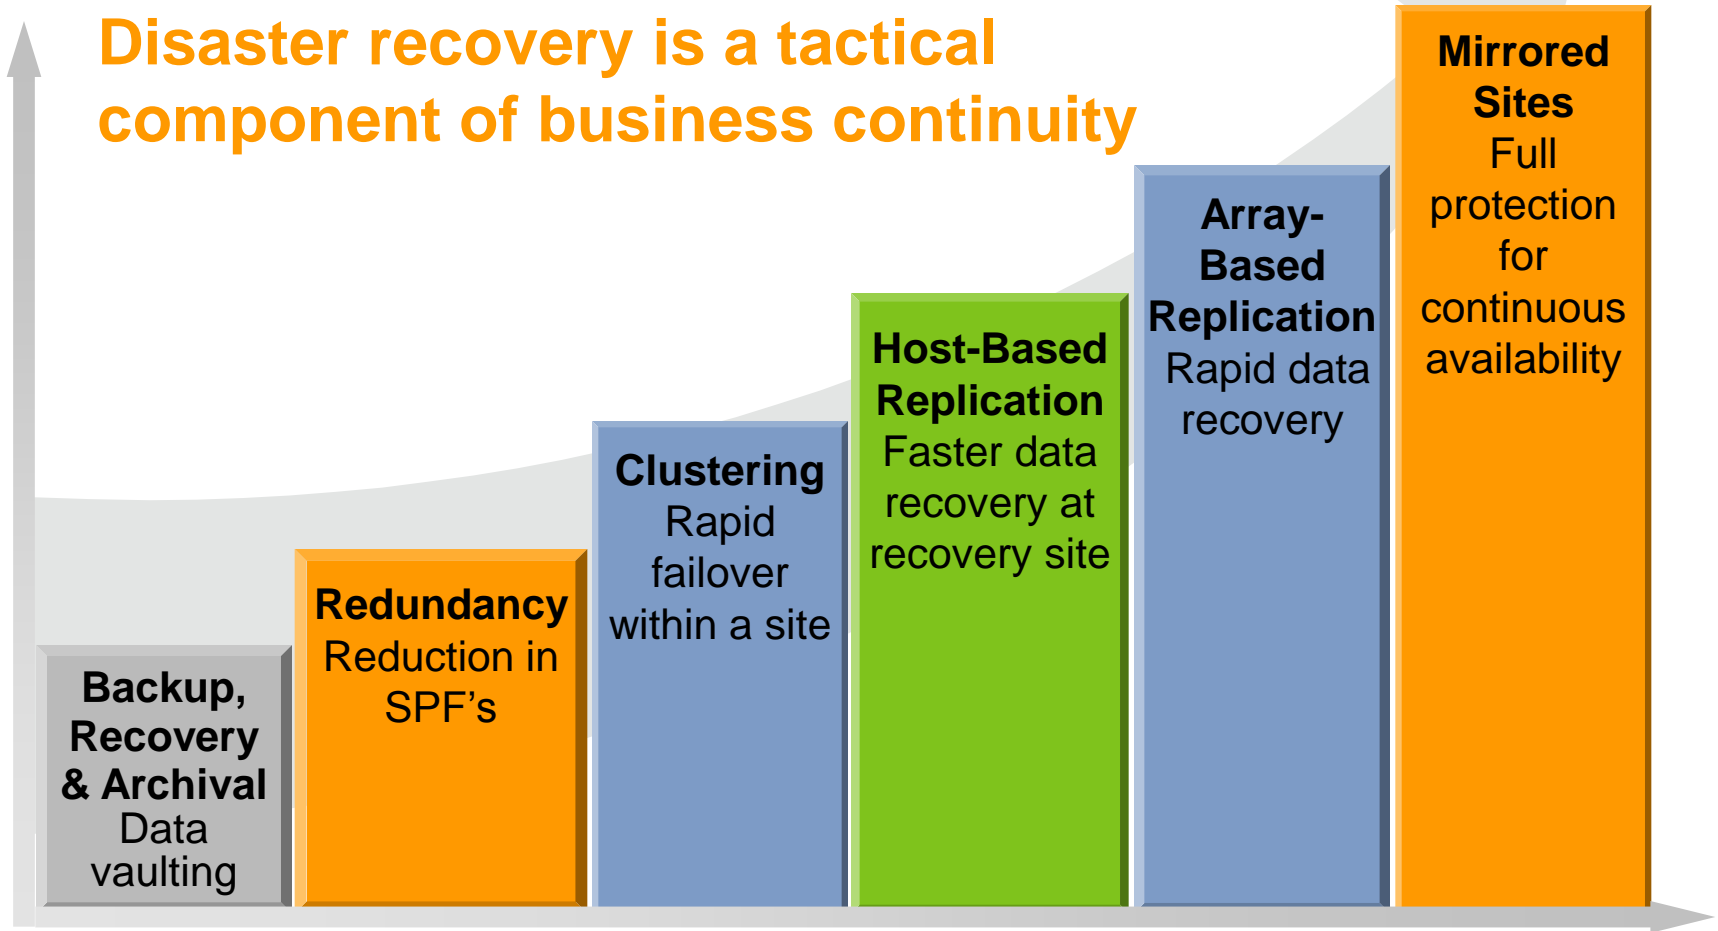 Disaster recovery is a tactical
component of business continuity
Backup,
Recovery
& Archival
Data
vaulting
Redundancy
Reduction in
SPF’s
Clustering
Rapid
failover
within a site
Host-Based
Replication
Faster data
recovery at
recovery site
Array-
Based
Replication
Rapid data
recovery
Mirrored
Sites
Full
protection
for
continuous
availability